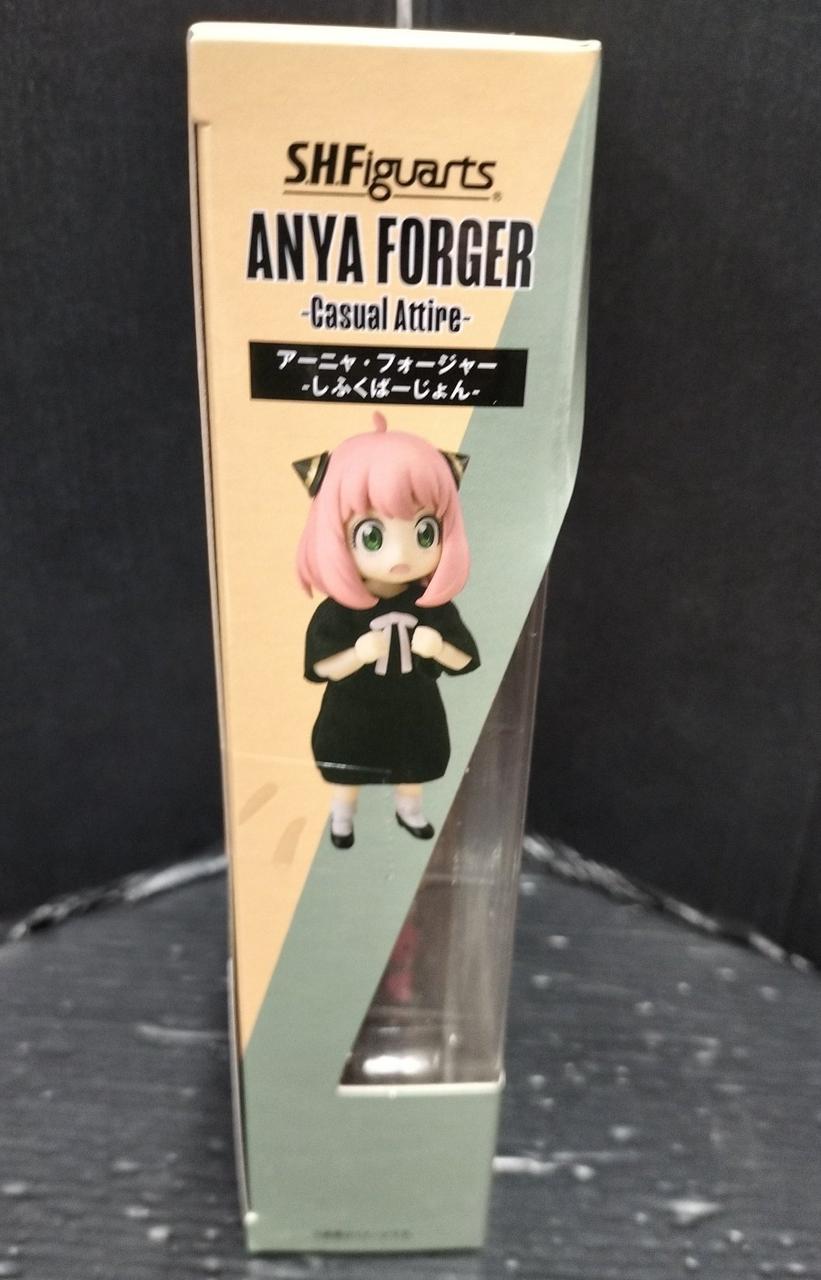 S.H.Figuarts®
ANYA FORGER
-Casual Attire-
アーニャ・フォージャー
-しふくばーじょん-